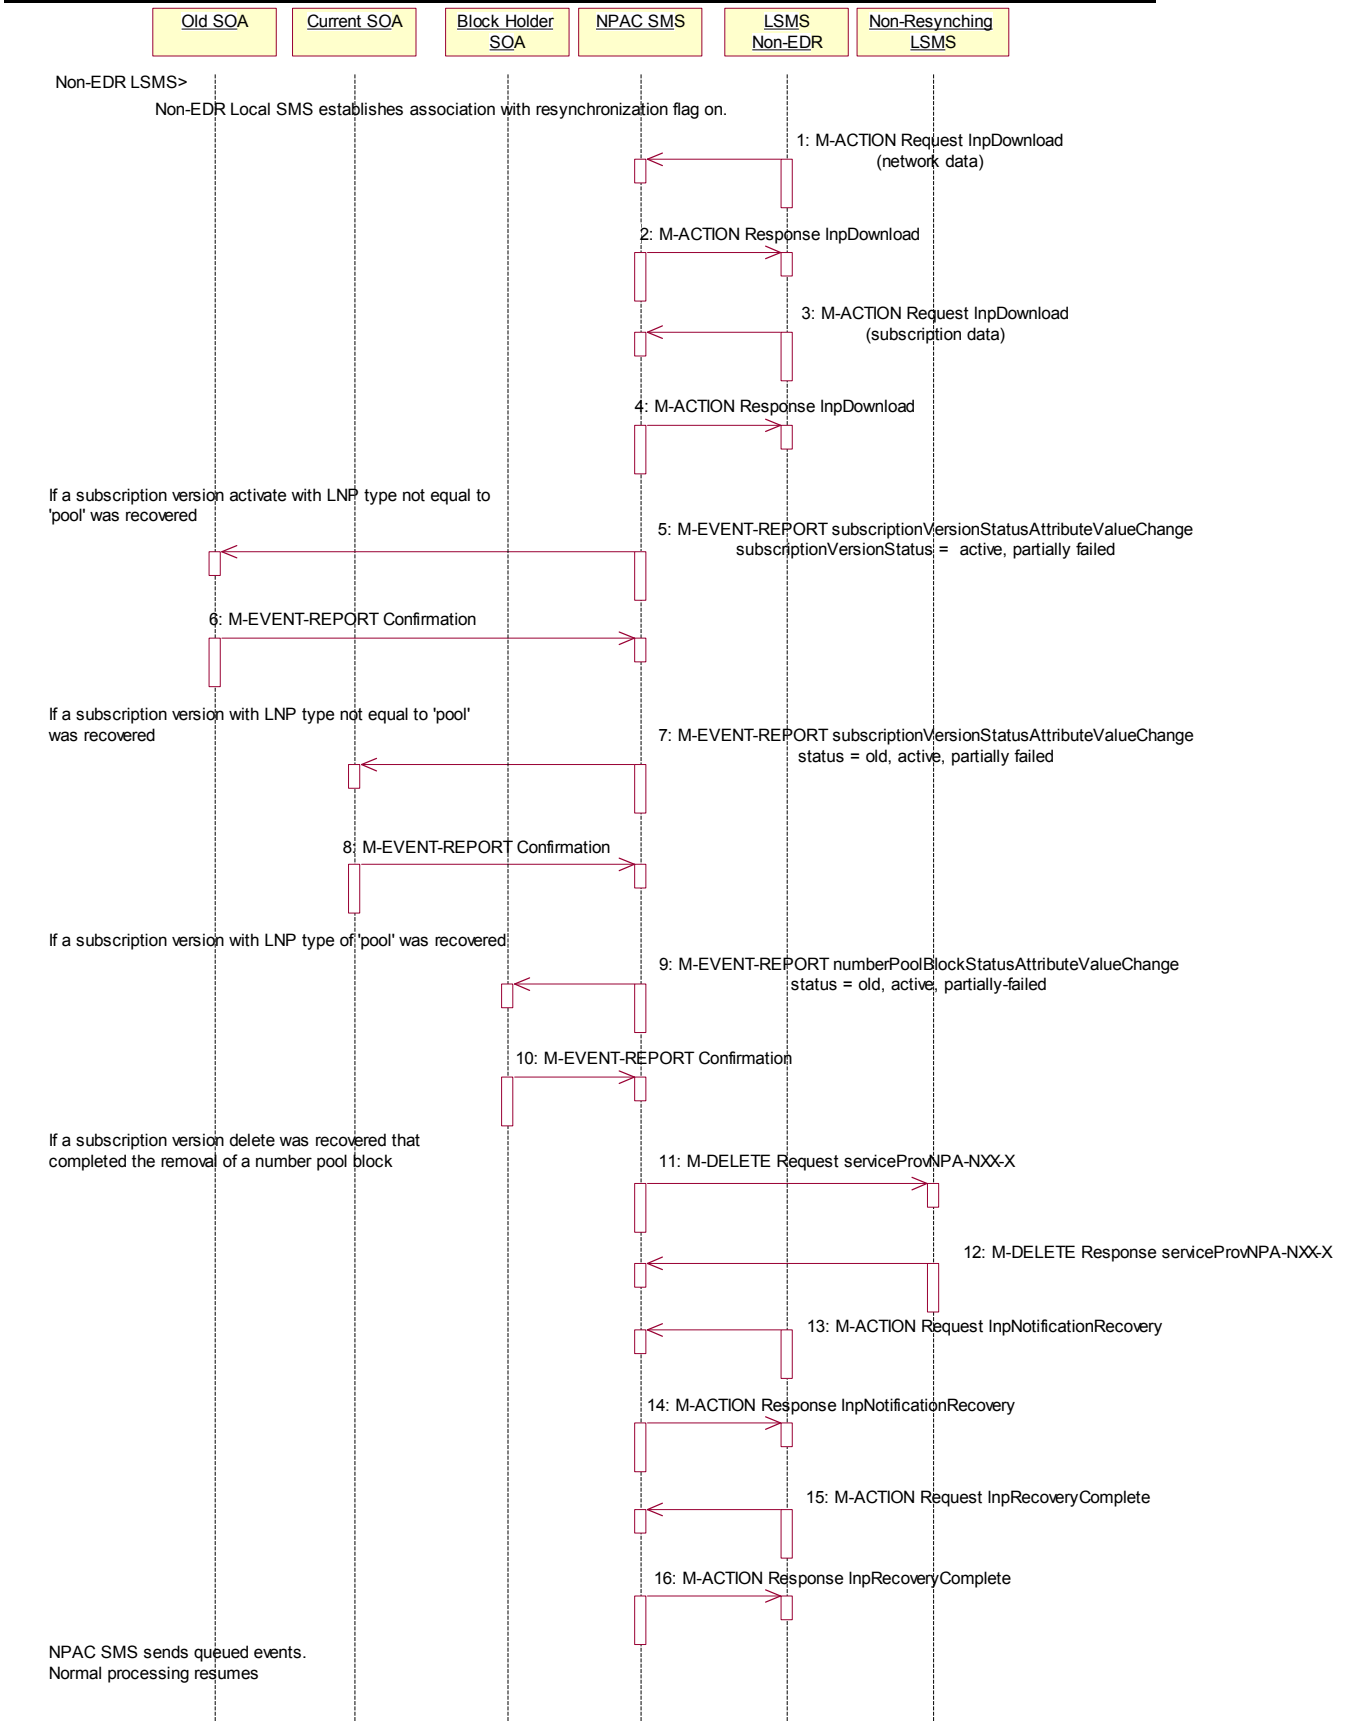 Old SOA
Current SOA
Block Holder
SOA
NPAC SMS
LSMS
Non-EDR
Non-Resynching
LSMS
Non-EDR LSMS>
Non-EDR Local SMS establishes association with resynchronization flag on.
1: M-ACTION Request lnpDownload
(network data)
2: M-ACTION Response lnpDownload
3: M-ACTION Request lnpDownload
(subscription data)
4: M-ACTION Response lnpDownload
If a subscription version activate with LNP type not equal to
'pool' was recovered
5: M-EVENT-REPORT subscriptionVersionStatusAttributeValueChange
subscriptionVersionStatus = active, partially failed
6: M-EVENT-REPORT Confirmation
If a subscription version with LNP type not equal to 'pool'
was recovered
7: M-EVENT-REPORT subscriptionVersionStatusAttributeValueChange
status = old, active, partially failed
8: M-EVENT-REPORT Confirmation
If a subscription version with LNP type of 'pool' was recovered
9: M-EVENT-REPORT numberPoolBlockStatusAttributeValueChange
status = old, active, partially-failed
10: M-EVENT-REPORT Confirmation
If a subscription version delete was recovered that
completed the removal of a number pool block
11: M-DELETE Request serviceProvNPA-NXX-X
12: M-DELETE Response serviceProvNPA-NXX-X
13: M-ACTION Request lnpNotificationRecovery
14: M-ACTION Response lnpNotificationRecovery
15: M-ACTION Request lnpRecoveryComplete
16: M-ACTION Response lnpRecoveryComplete
NPAC SMS sends queued events.
Normal processing resumes